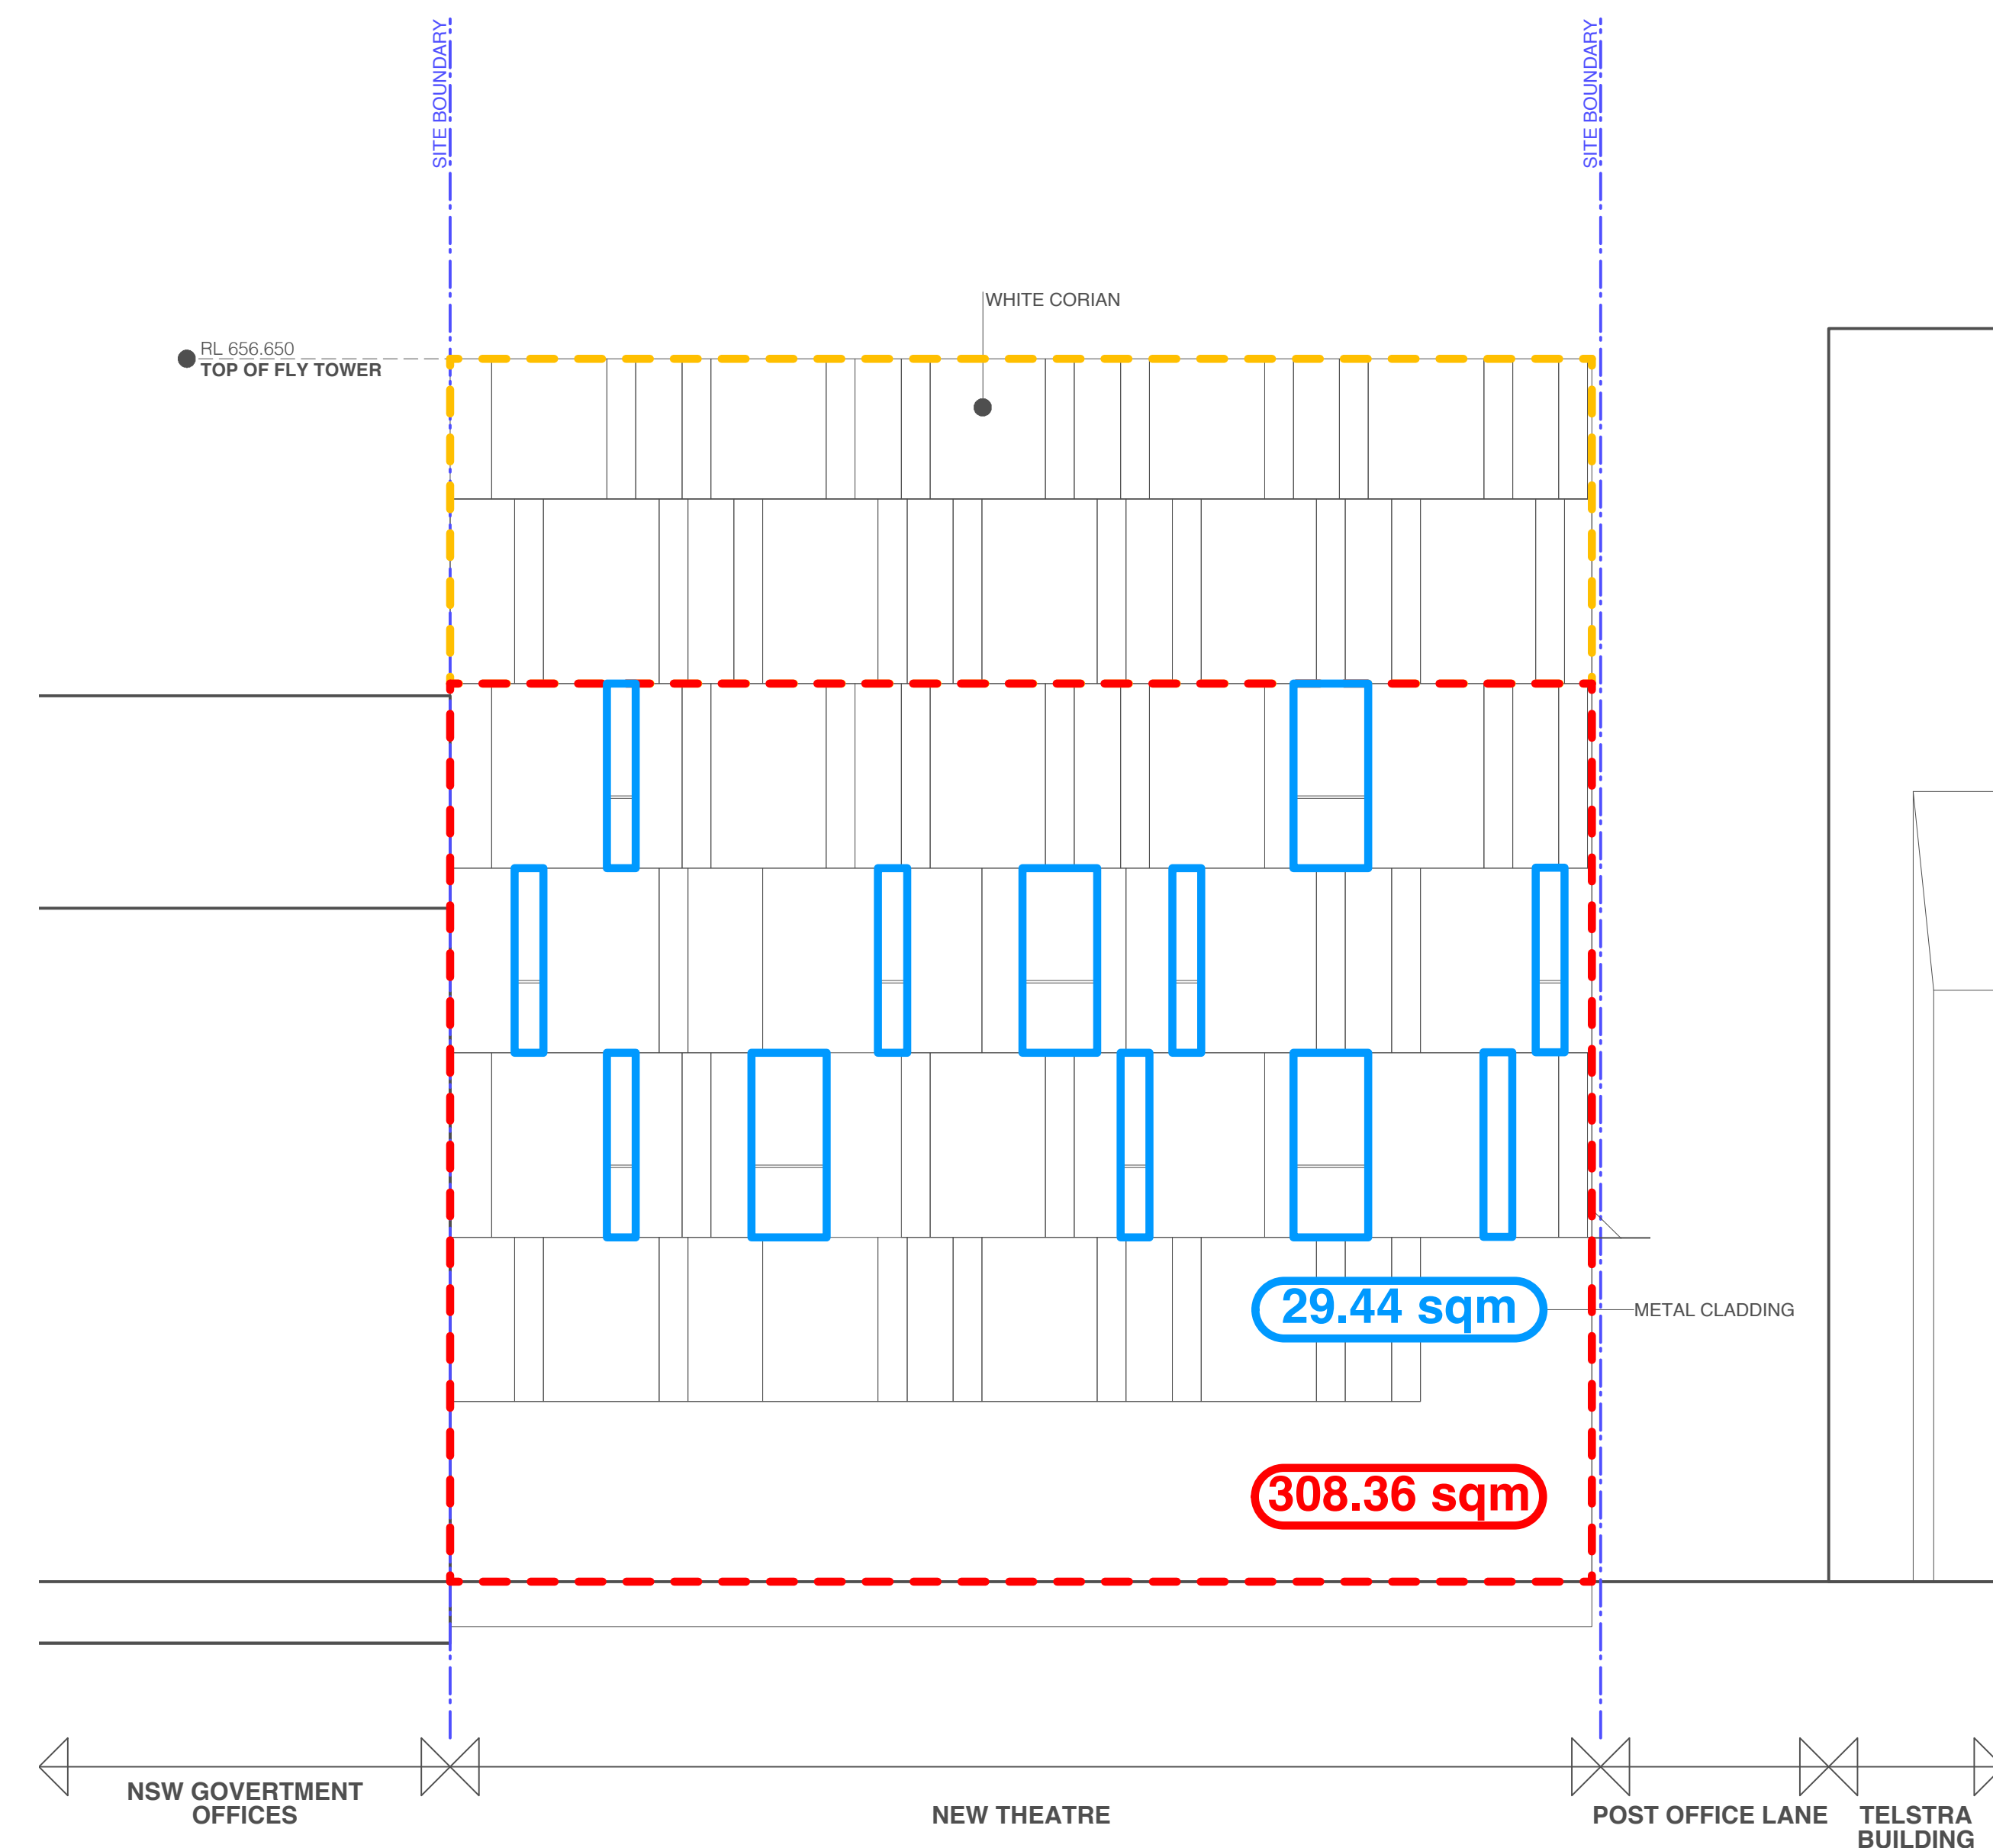 SITE BOUNDARY
SITE BOUNDARY
WHITE CORIAN
RL 656.650
TOP OF FLY TOWER
29.44 sqm
METAL CLADDING
308.36 sqm
NSW GOVERTMENT
OFFICES
NEW THEATRE
POST OFFICE LANE
TELSTRA
BUILDING